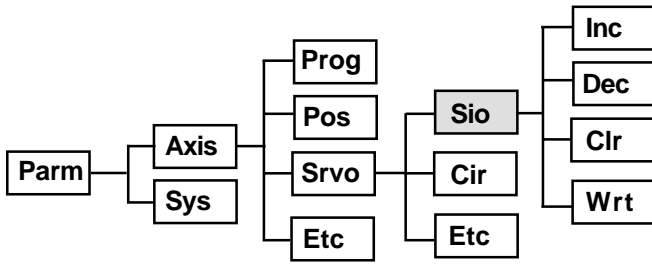 Parm
Axis
Sys
Prog
Pos
Srvo
Etc
Sio
Cir
Etc
Inc
Dec
Clr
Wrt